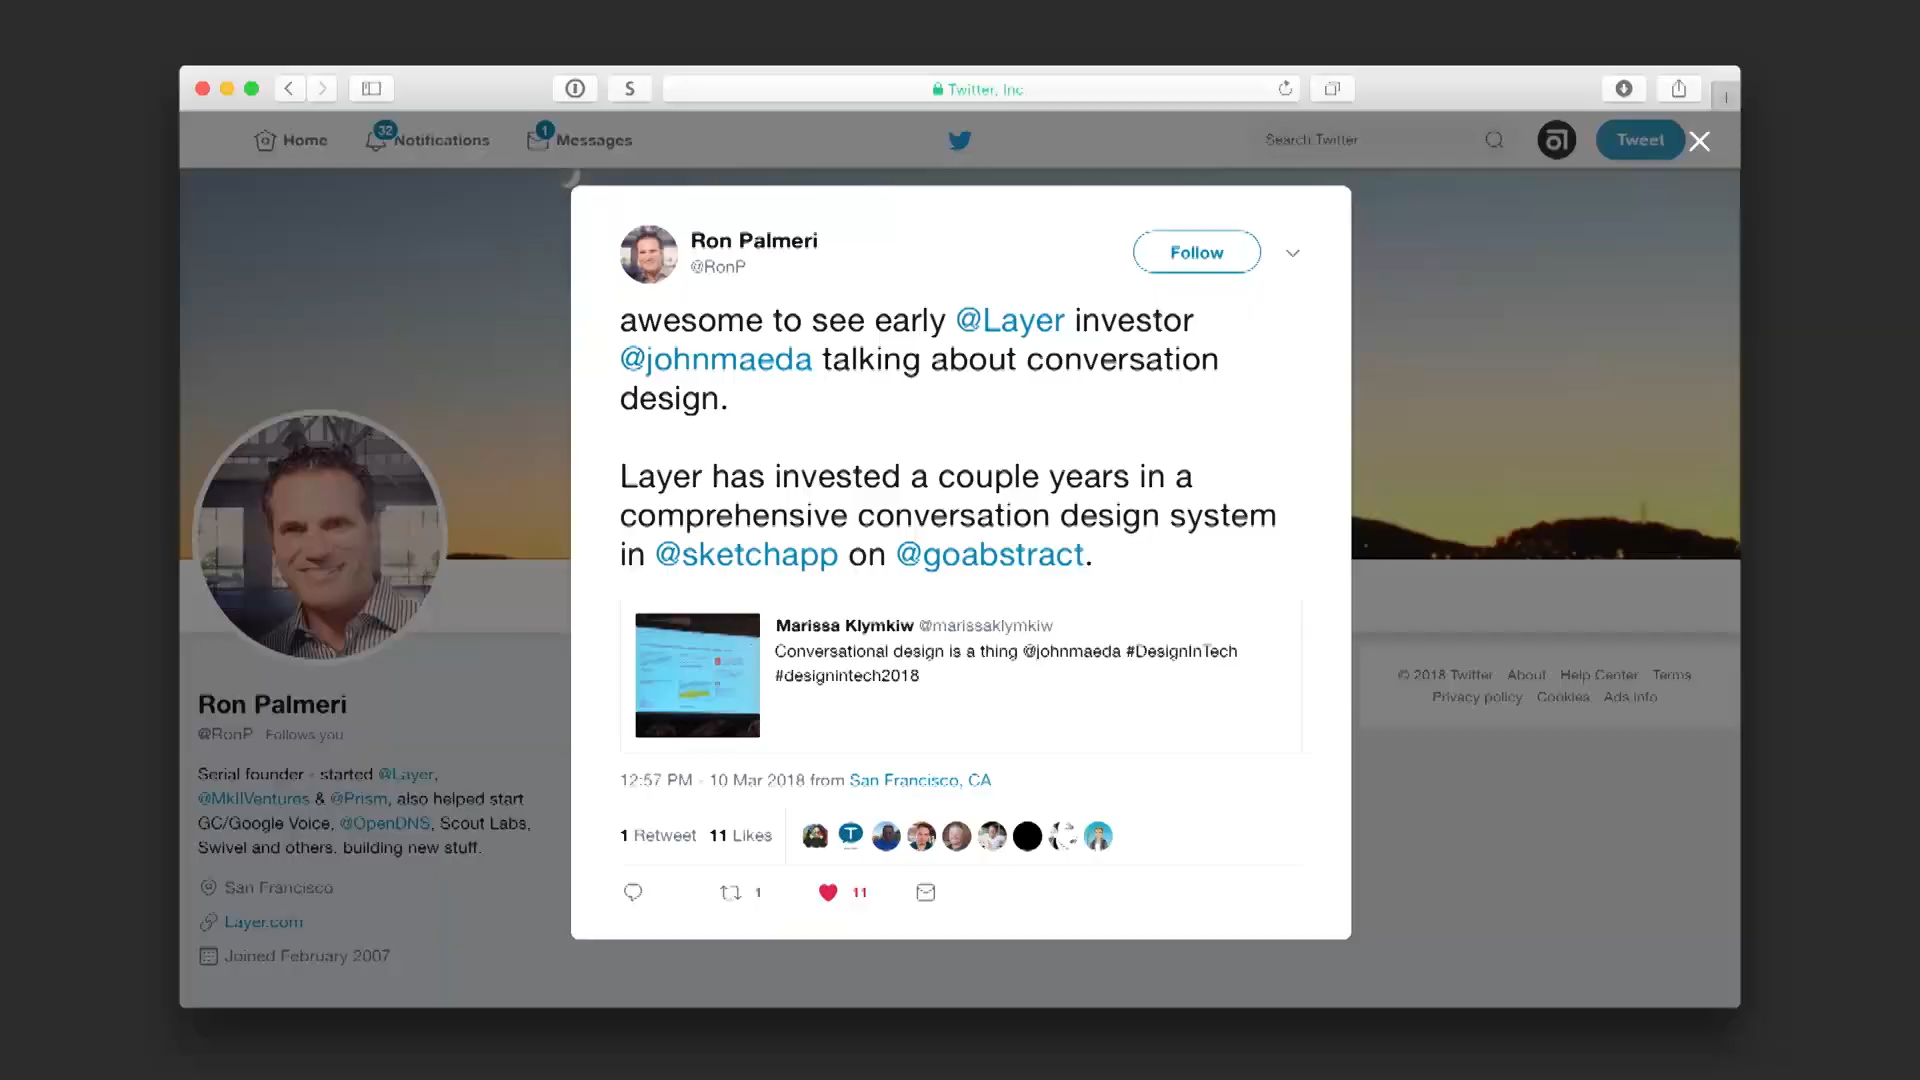 S
Twitter, Inc
Home
32
Notifications
1
Messages
Search Twitter
Tweet
Ron Palmeri
@RonP
Follow
awesome to see early @Layer investor
@johnmaeda talking about conversation
design.
Layer has invested a couple years in a
comprehensive conversation design system
in @sketchapp on @goabstract.
Marissa Klymkiw @marissaklymkiw
Conversational design is a thing @johnmaeda #DesignInTech
#designintech2018
12:57 PM - 10 Mar 2018 from San Francisco, CA
1 Retweet 11 Likes
1
11
Ron Palmeri
@RonP Follows you
Serial founder - started @Layer,
@MkIIVentures & @Prism, also helped start
GC/Google Voice, @OpenDNS, Scout Labs,
Swivel and others. building new stuff.
San Francisco
Layer.com
Joined February 2007
© 2018 Twitter About Help Center Terms
Privacy policy Cookies Ads info